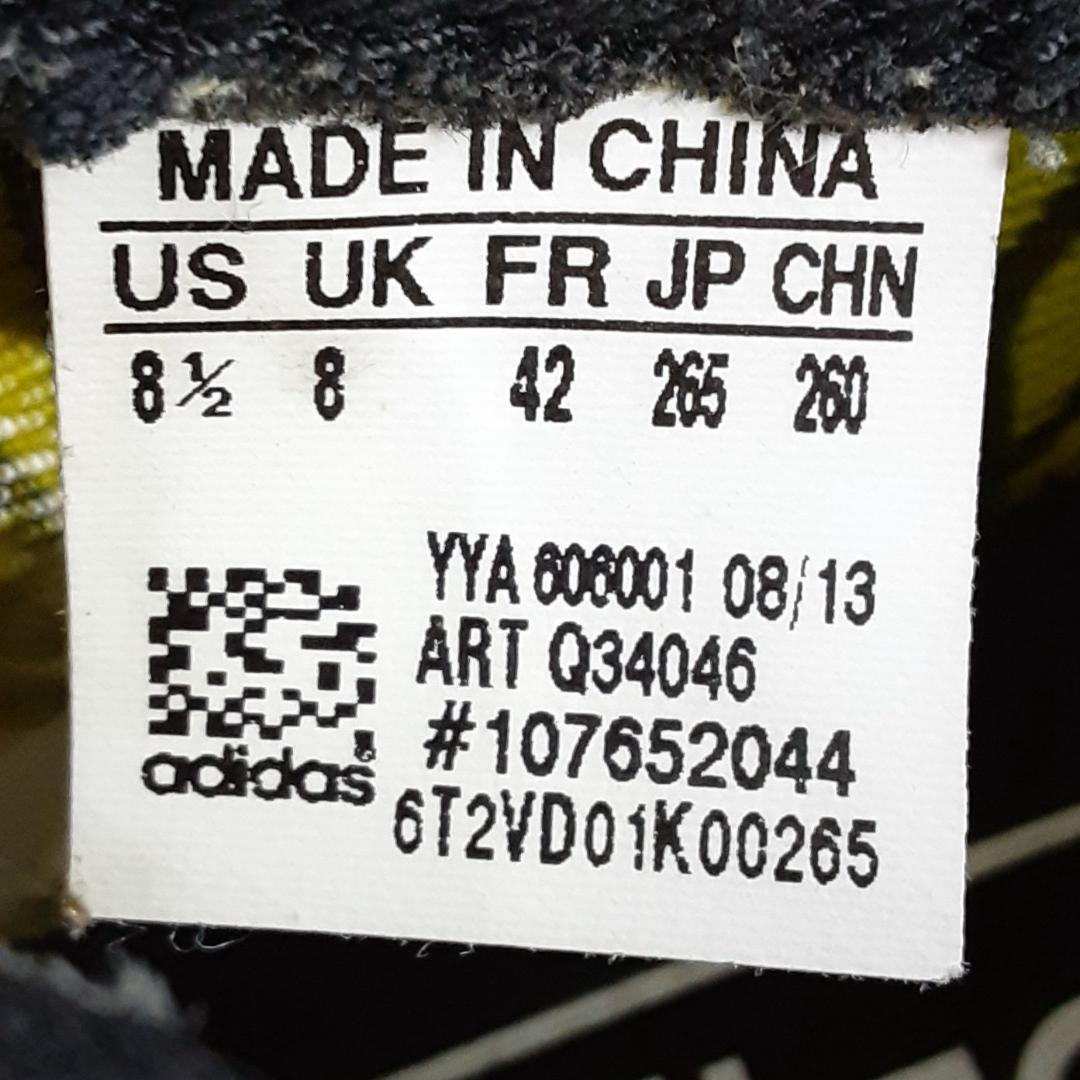 MADE IN CHINA
US UK FR JP CHN
8 ½ 8 42 265 260
YYA 606001 08/13
ART Q34046
#107652044
adidas
6T2VD01K00265